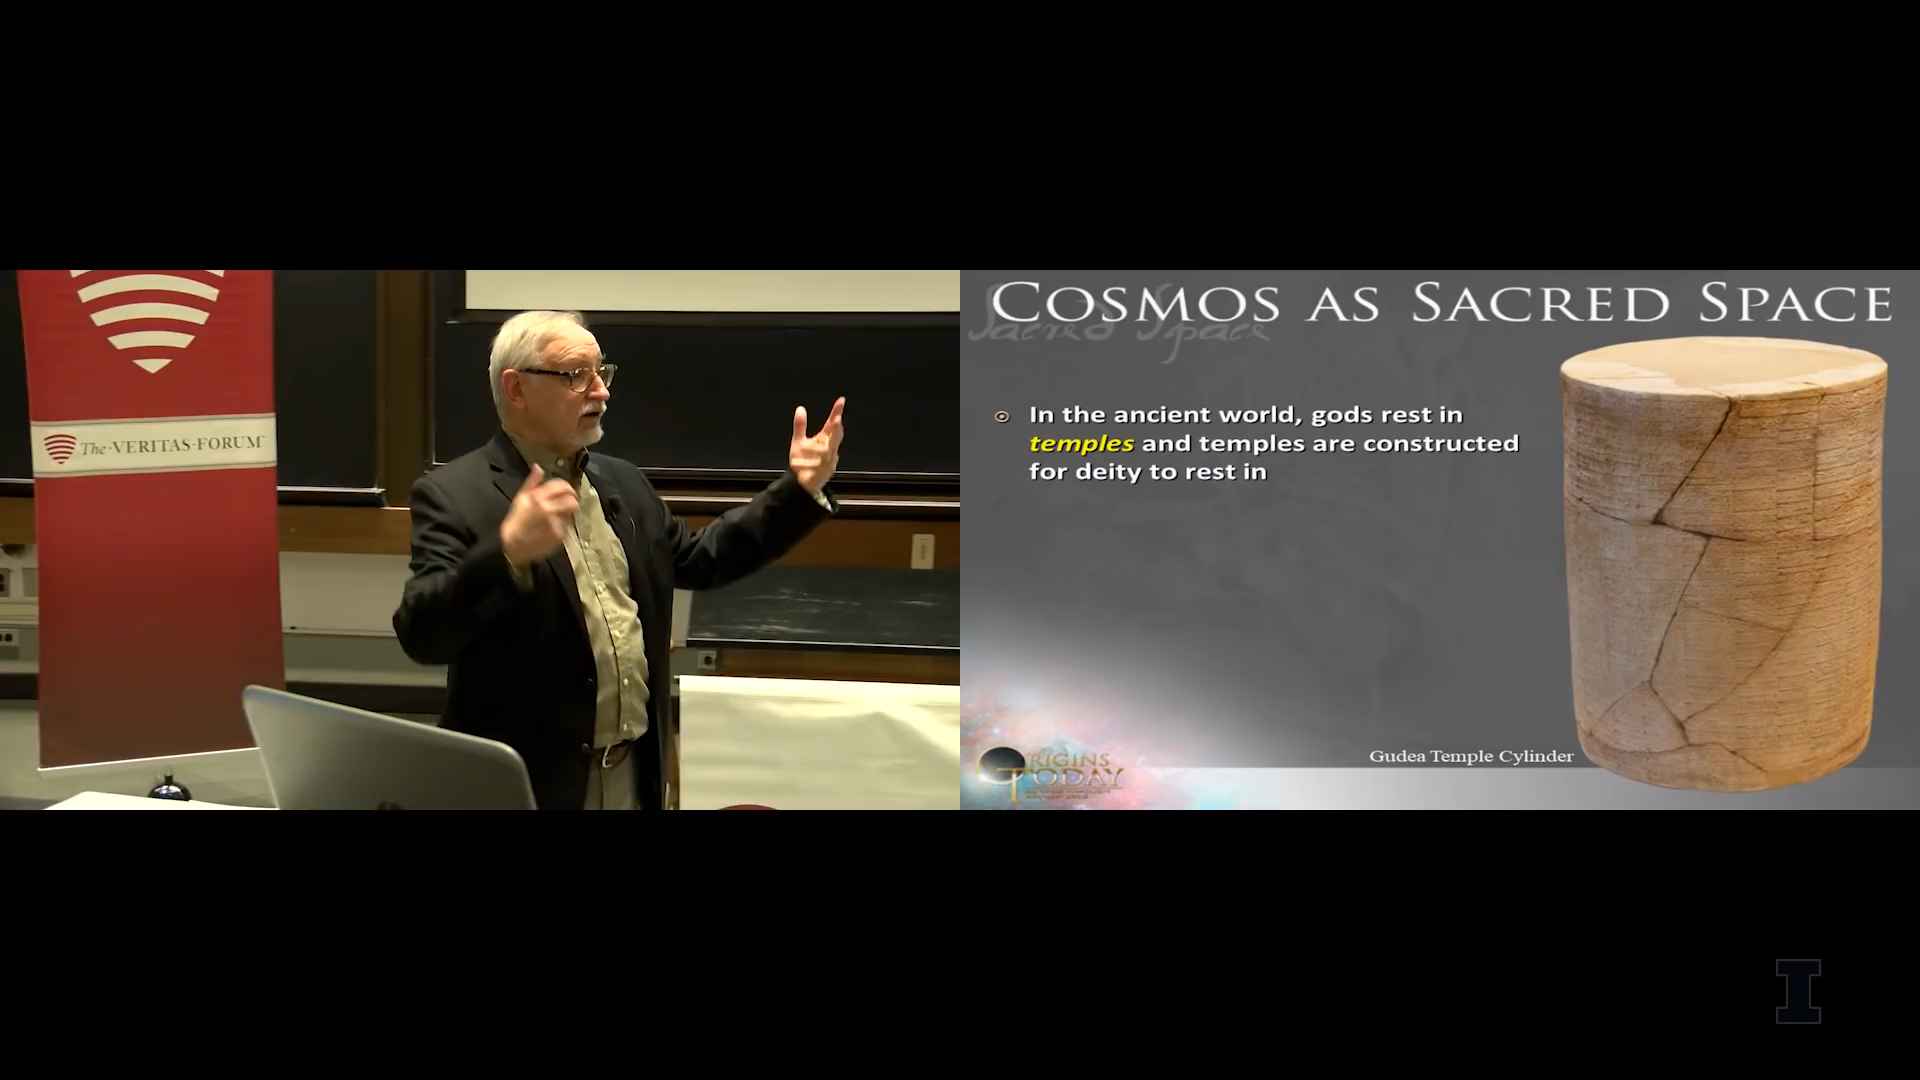 The VERITAS FORUM
COSMOS AS SACRED SPACE
Sacred Space
In the ancient world, gods rest in
temples and temples are constructed
for deity to rest in
Gudea Temple Cylinder
ORIGINS
TODAY
I